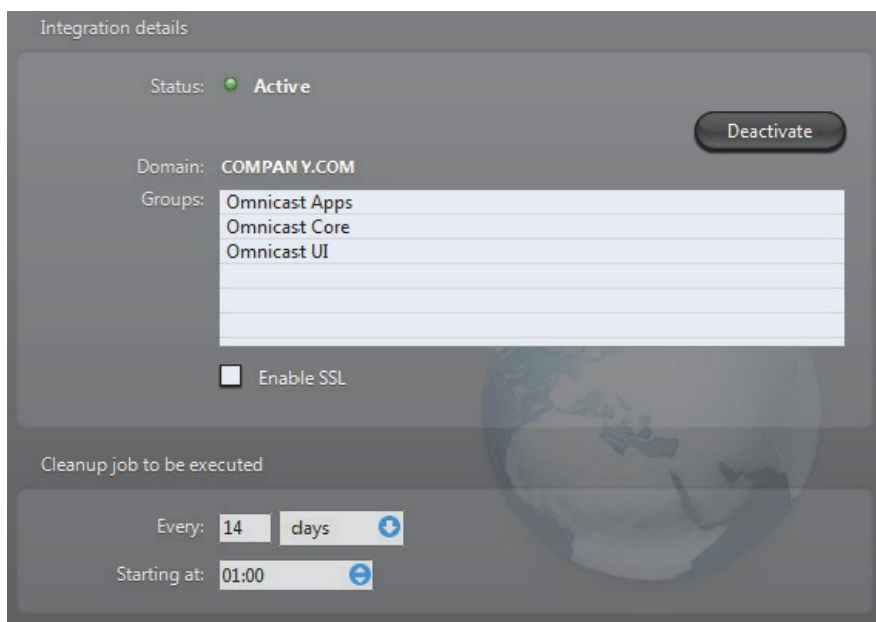 Integration details
Status: Active
Deactivate
Domain: COMPANY.COM
Groups: Omnicast Apps
Omnicast Core
Omnicast UI
Enable SSL
Cleanup job to be executed
Every: 14 days
Starting at: 01:00